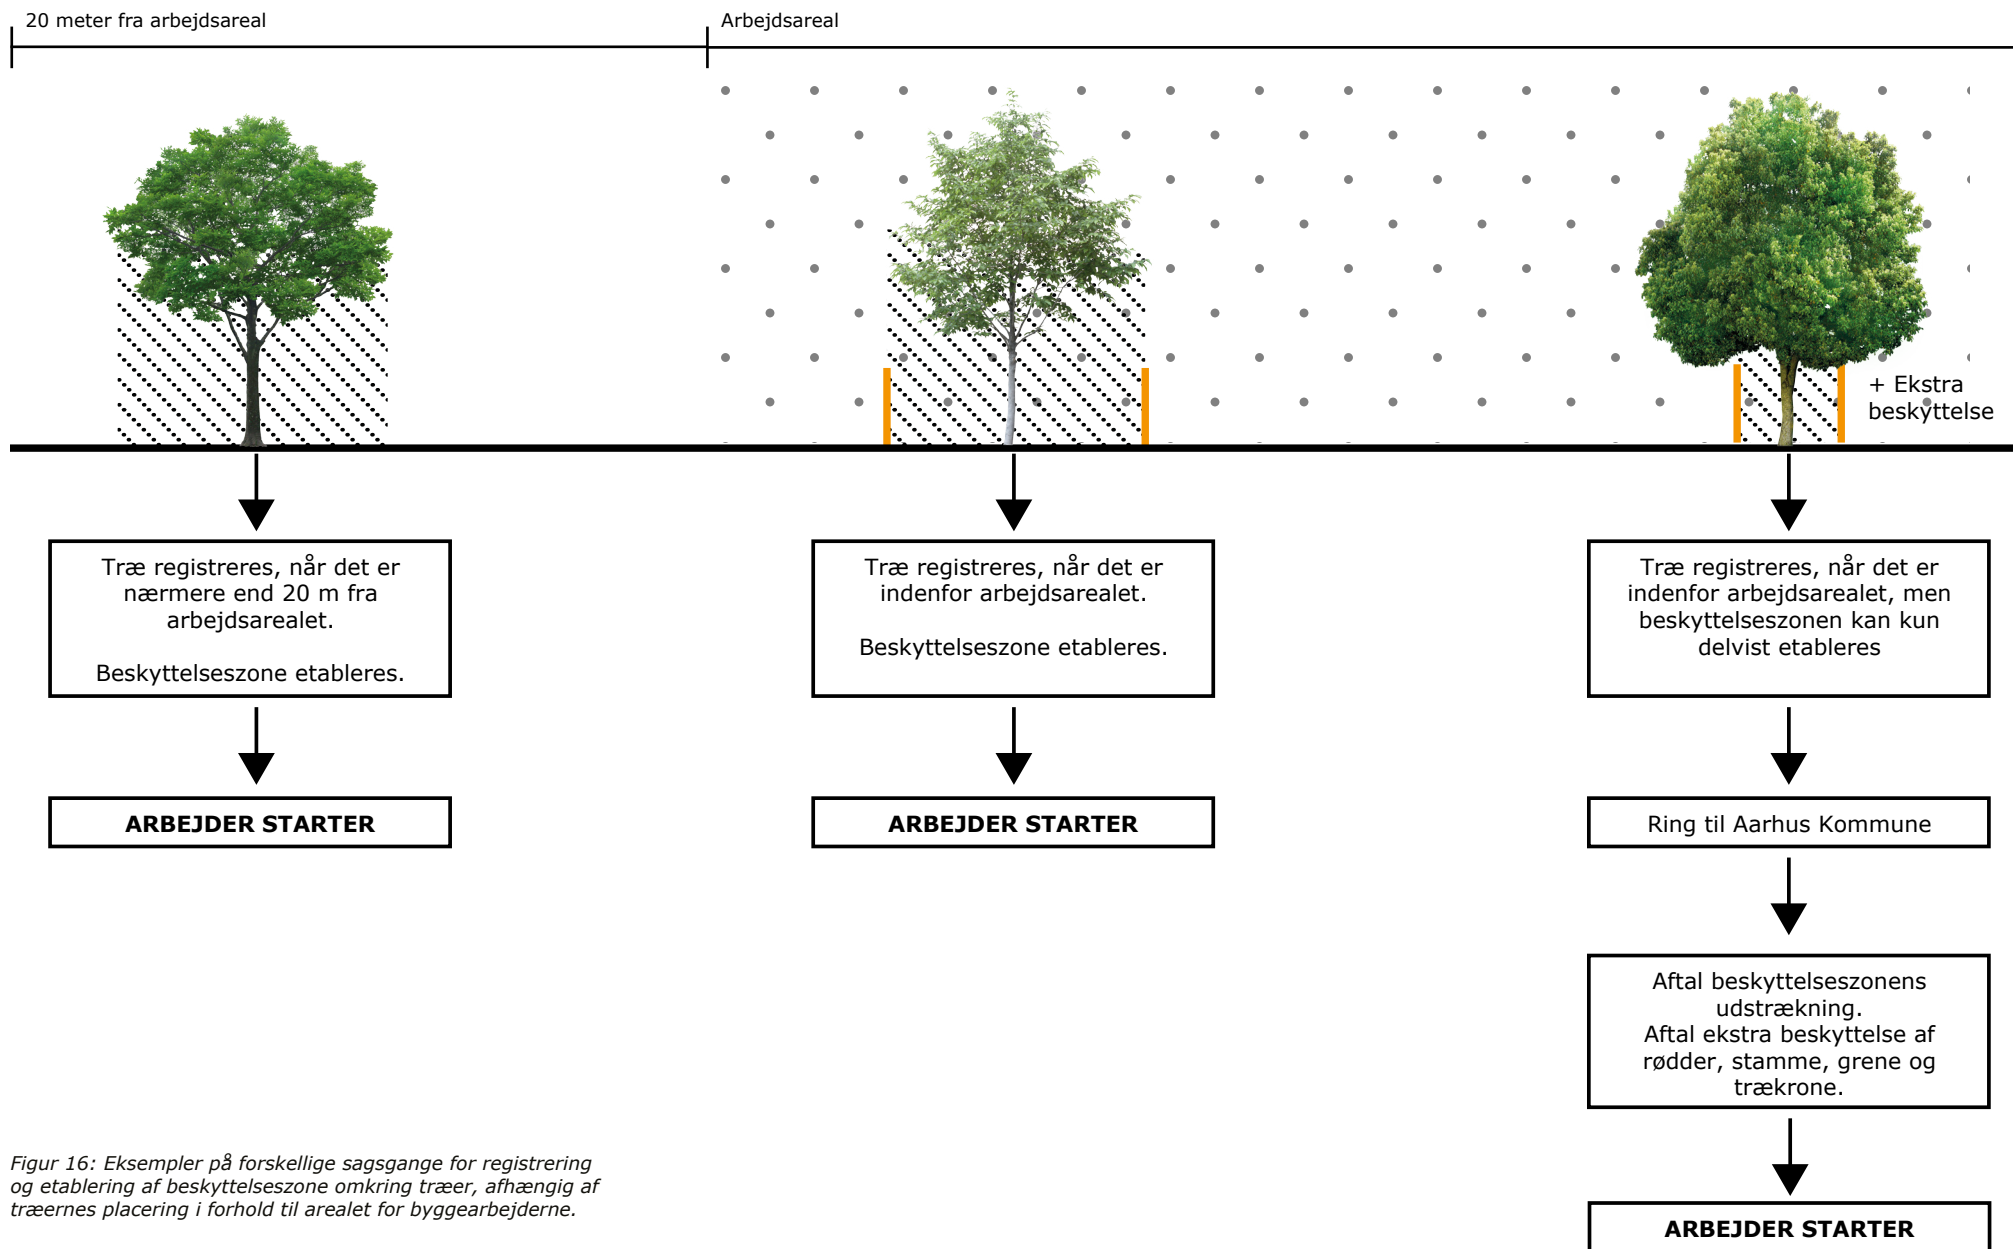 20 meter fra arbejdsareal
Arbejdsareal
+ Ekstra
beskyttelse
Træ registreres, når det er
nærmere end 20 m fra
arbejdsarealet.
Beskyttelseszone etableres.
ARBEJDER STARTER
Træ registreres, når det er
indenfor arbejdsarealet.
Beskyttelseszone etableres.
ARBEJDER STARTER
Træ registreres, når det er
indenfor arbejdsarealet, men
beskyttelseszonen kan kun
delvist etableres
Ring til Aarhus Kommune
Aftal beskyttelseszonens
udstrækning.
Aftal ekstra beskyttelse af
rødder, stamme, grene og
trækrone.
ARBEJDER STARTER
Figur 16: Eksempler på forskellige sagsgange for registrering
og etablering af beskyttelseszone omkring træer, afhængig af
træernes placering i forhold til arealet for byggearbejderne.